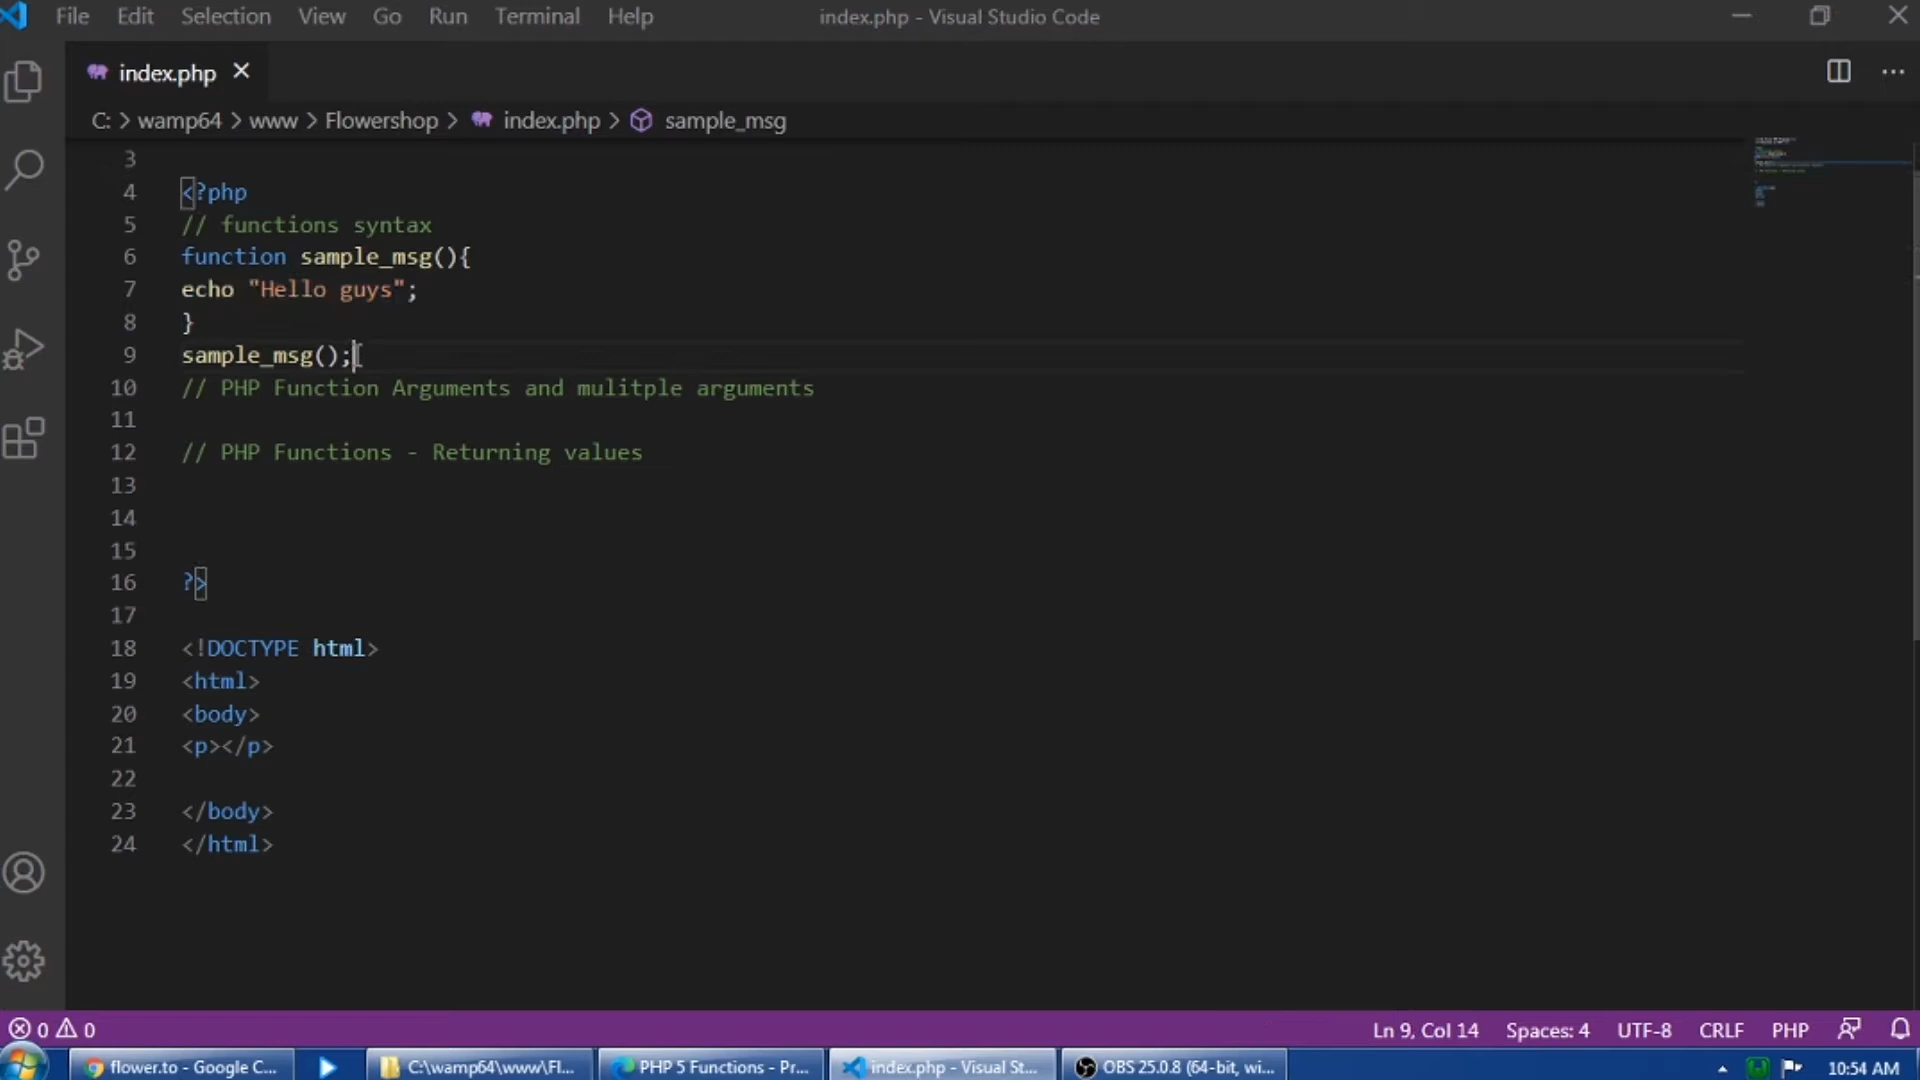 File Edit Selection View Go Run Terminal Help index.php - Visual Studio Code
index.php
C: > wamp64 > www > Flowershop > index.php > sample_msg
3
4 <?php
5 // functions syntax
6 function sample_msg(){
7 echo "Hello guys";
8 }
9 sample_msg();
10 // PHP Function Arguments and mulitple arguments
11
12 // PHP Functions - Returning values
13
14
15
16 ?>
17
18 <!DOCTYPE html>
19 <html>
20 <body>
21 <p></p>
22
23 </body>
24 </html>
0 0 Ln 9, Col 14 Spaces: 4 UTF-8 CRLF PHP
flower.to - Google C... C:\wamp64\www\Fl... PHP 5 Functions - Pr... index.php - Visual St... OBS 25.0.8 (64-bit, wi... 10:54 AM